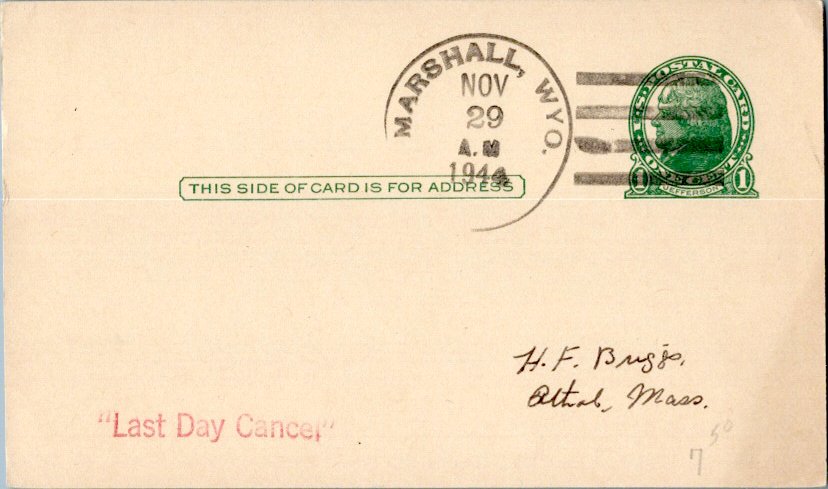 MARSHALL, WYO.
NOV
29
A.M
1944
U.S. POSTAL CARD
ONE CENT
1 JEFFERSON 1
THIS SIDE OF CARD IS FOR ADDRESS
H. F. Briggs,
Athol, Mass.
"Last Day Cancel"
7 50